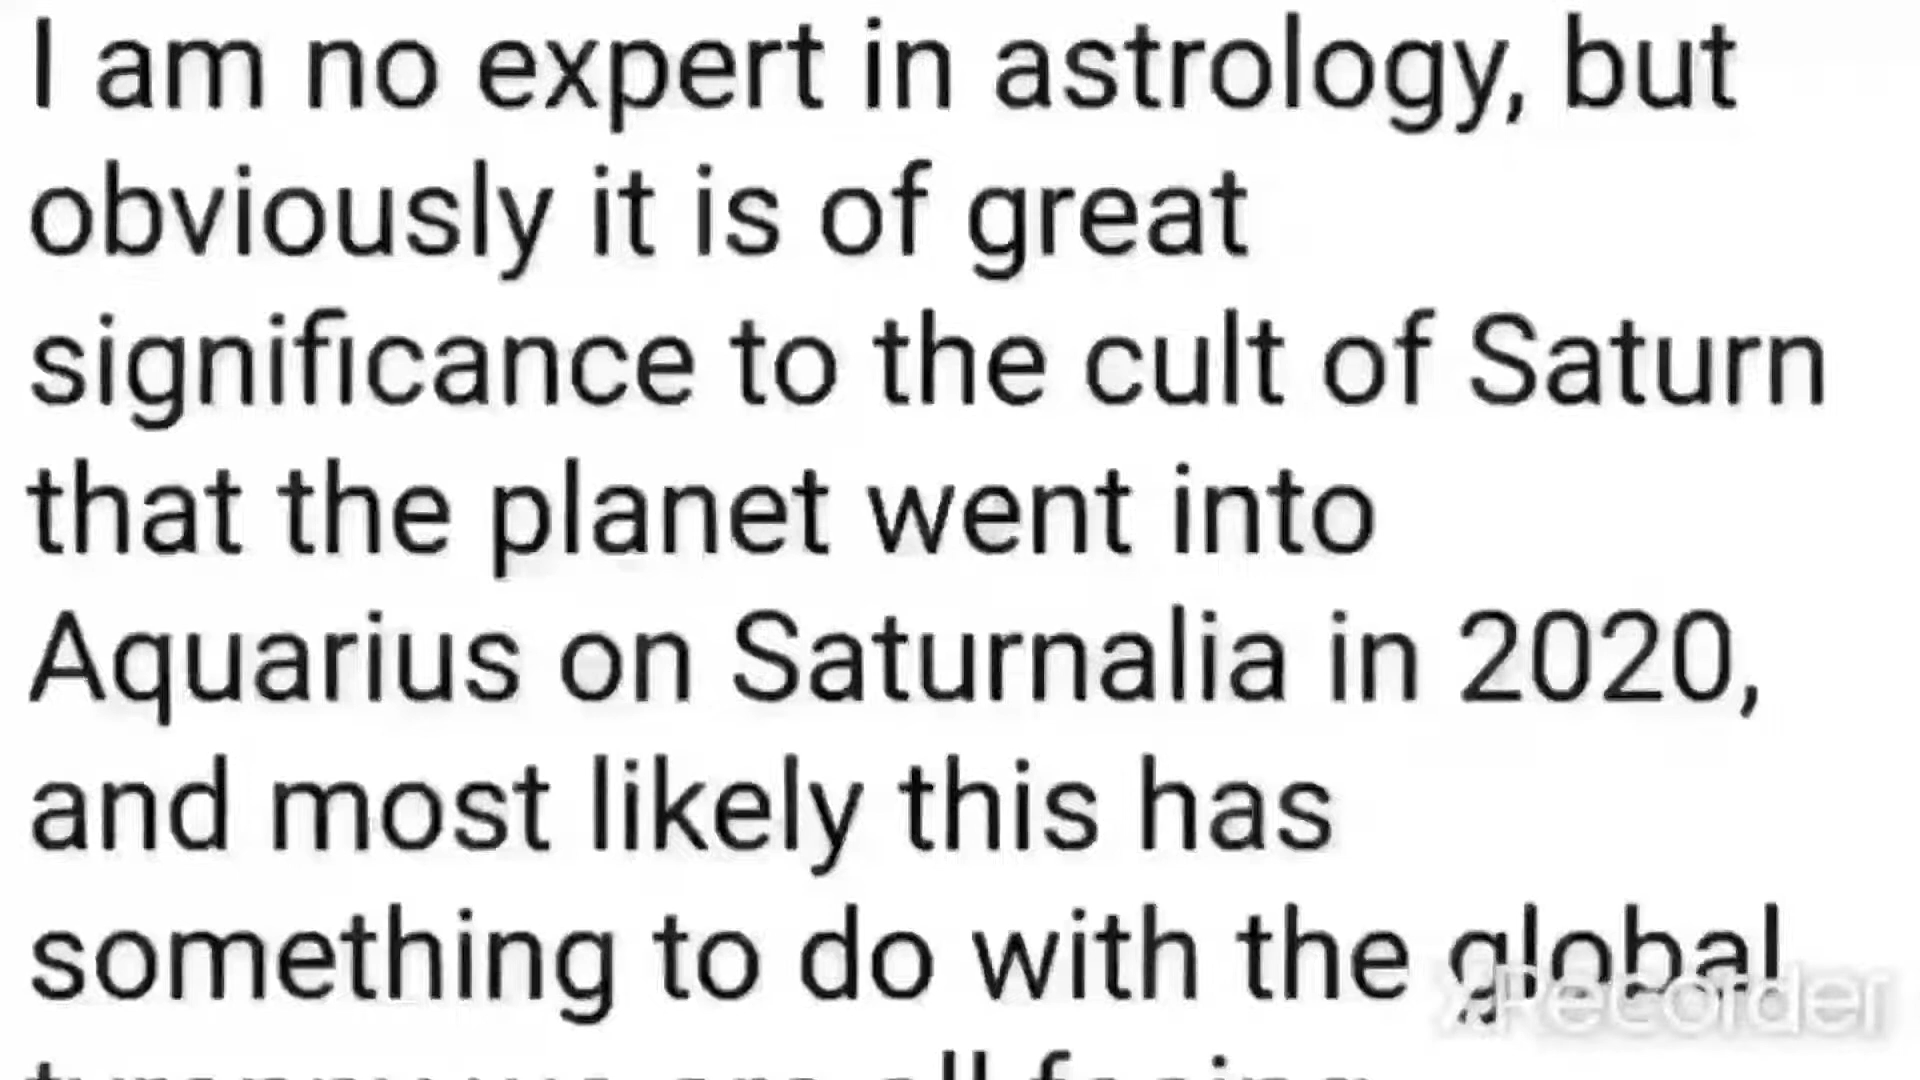 I am no expert in astrology, but
obviously it is of great
significance to the cult of Saturn
that the planet went into
Aquarius on Saturnalia in 2020,
and most likely this has
something to do with the global
XRecorder